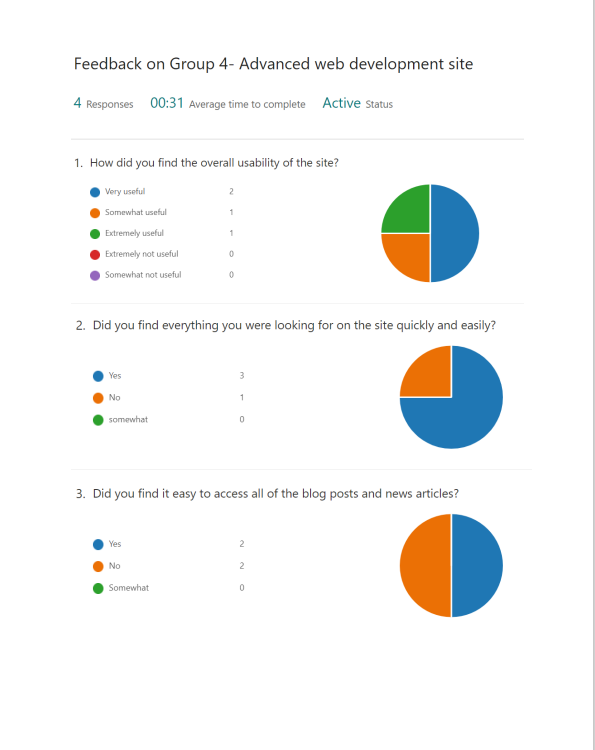 Feedback on Group 4- Advanced web development site
4 Responses 00:31 Average time to complete Active Status
1. How did you find the overall usability of the site?
Very useful 2
Somewhat useful 1
Extremely useful 1
Extremely not useful 0
Somewhat not useful 0
2. Did you find everything you were looking for on the site quickly and easily?
Yes 3
No 1
somewhat 0
3. Did you find it easy to access all of the blog posts and news articles?
Yes 2
No 2
Somewhat 0